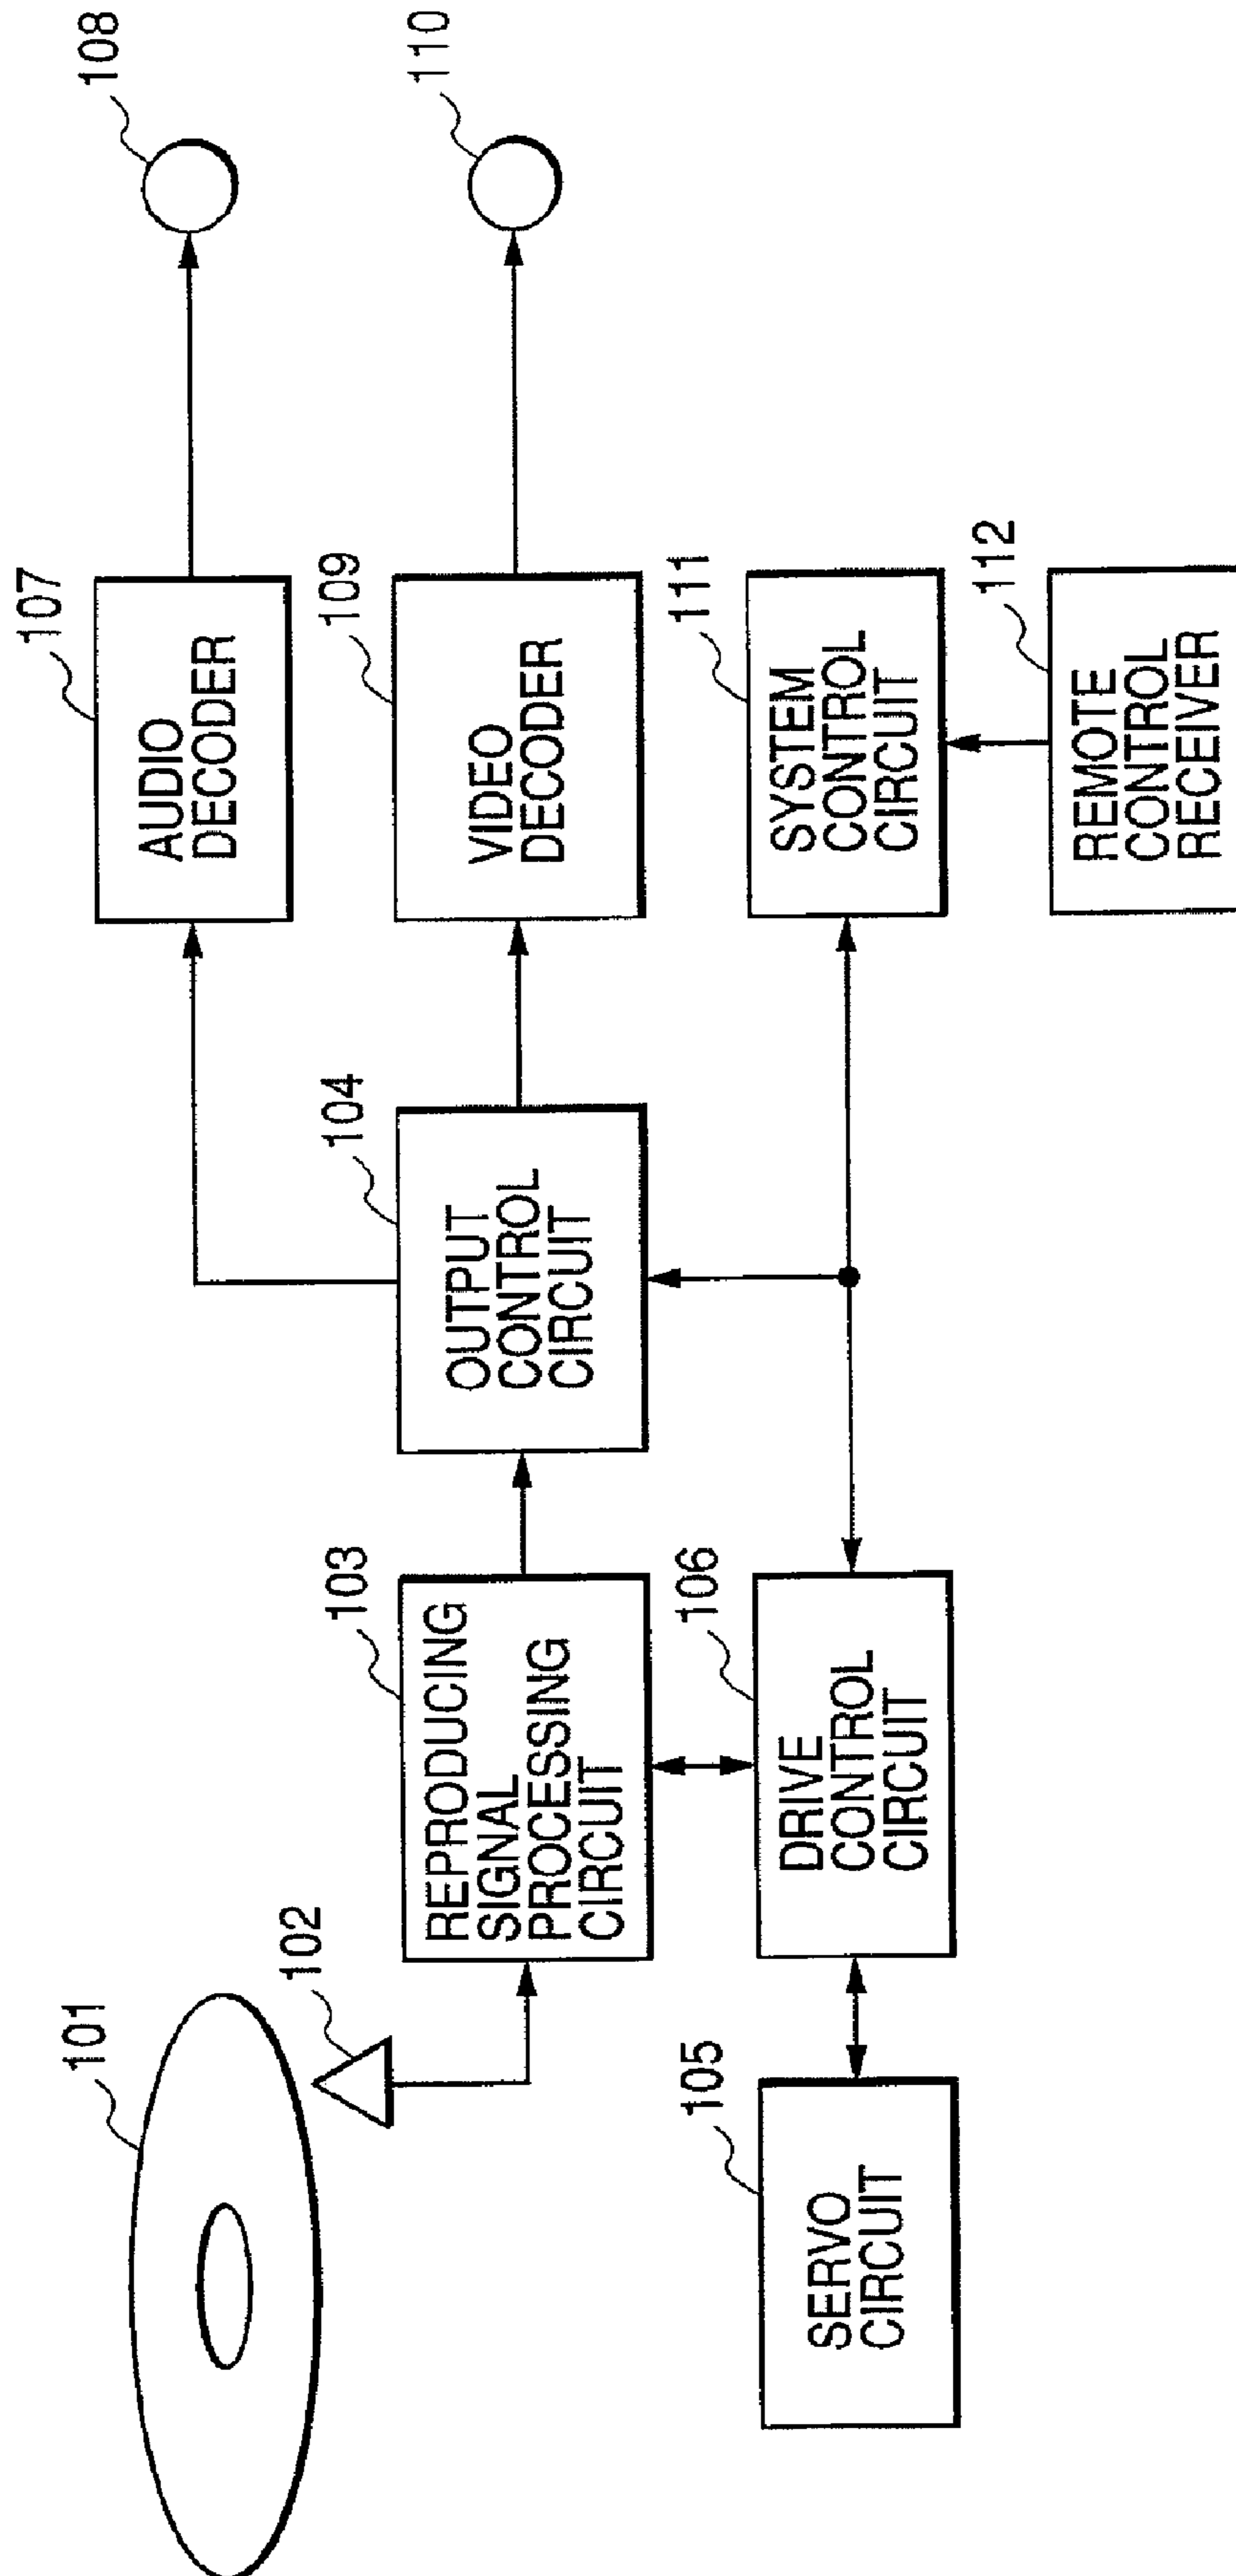 101
102
103
REPRODUCING
SIGNAL
PROCESSING
CIRCUIT
104
OUTPUT
CONTROL
CIRCUIT
107
AUDIO
DECODER
108
109
VIDEO
DECODER
110
105
SERVO
CIRCUIT
106
DRIVE
CONTROL
CIRCUIT
111
SYSTEM
CONTROL
CIRCUIT
112
REMOTE
CONTROL
RECEIVER